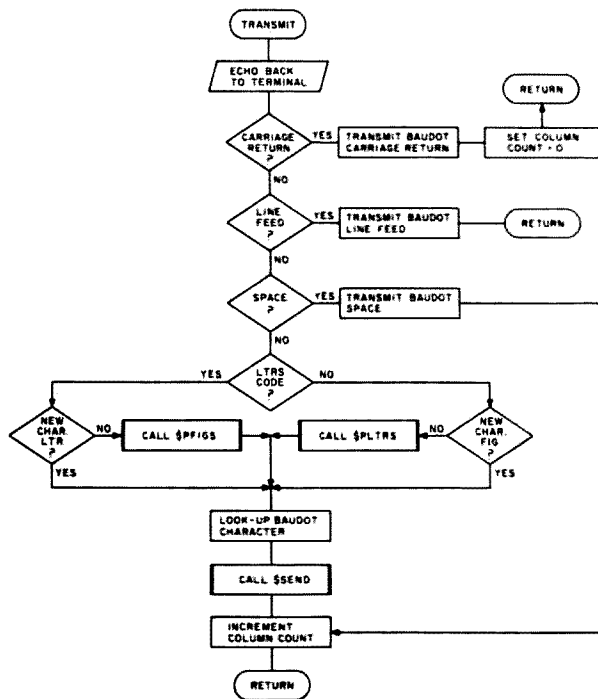 TRANSMIT
ECHO BACK
TO TERMINAL
RETURN
CARRIAGE
RETURN
?
YES
TRANSMIT BAUDOT
CARRIAGE RETURN
SET COLUMN
COUNT = 0
NO
LINE
FEED
?
YES
TRANSMIT BAUDOT
LINE FEED
RETURN
NO
SPACE
?
YES
TRANSMIT BAUDOT
SPACE
NO
YES
LTRS
CODE
?
NO
NEW
CHAR.
LTR
?
NO
CALL $PFIGS
CALL $PLTRS
NO
NEW
CHAR.
FIG
?
YES
YES
LOOK-UP BAUDOT
CHARACTER
CALL $SEND
INCREMENT
COLUMN COUNT
RETURN